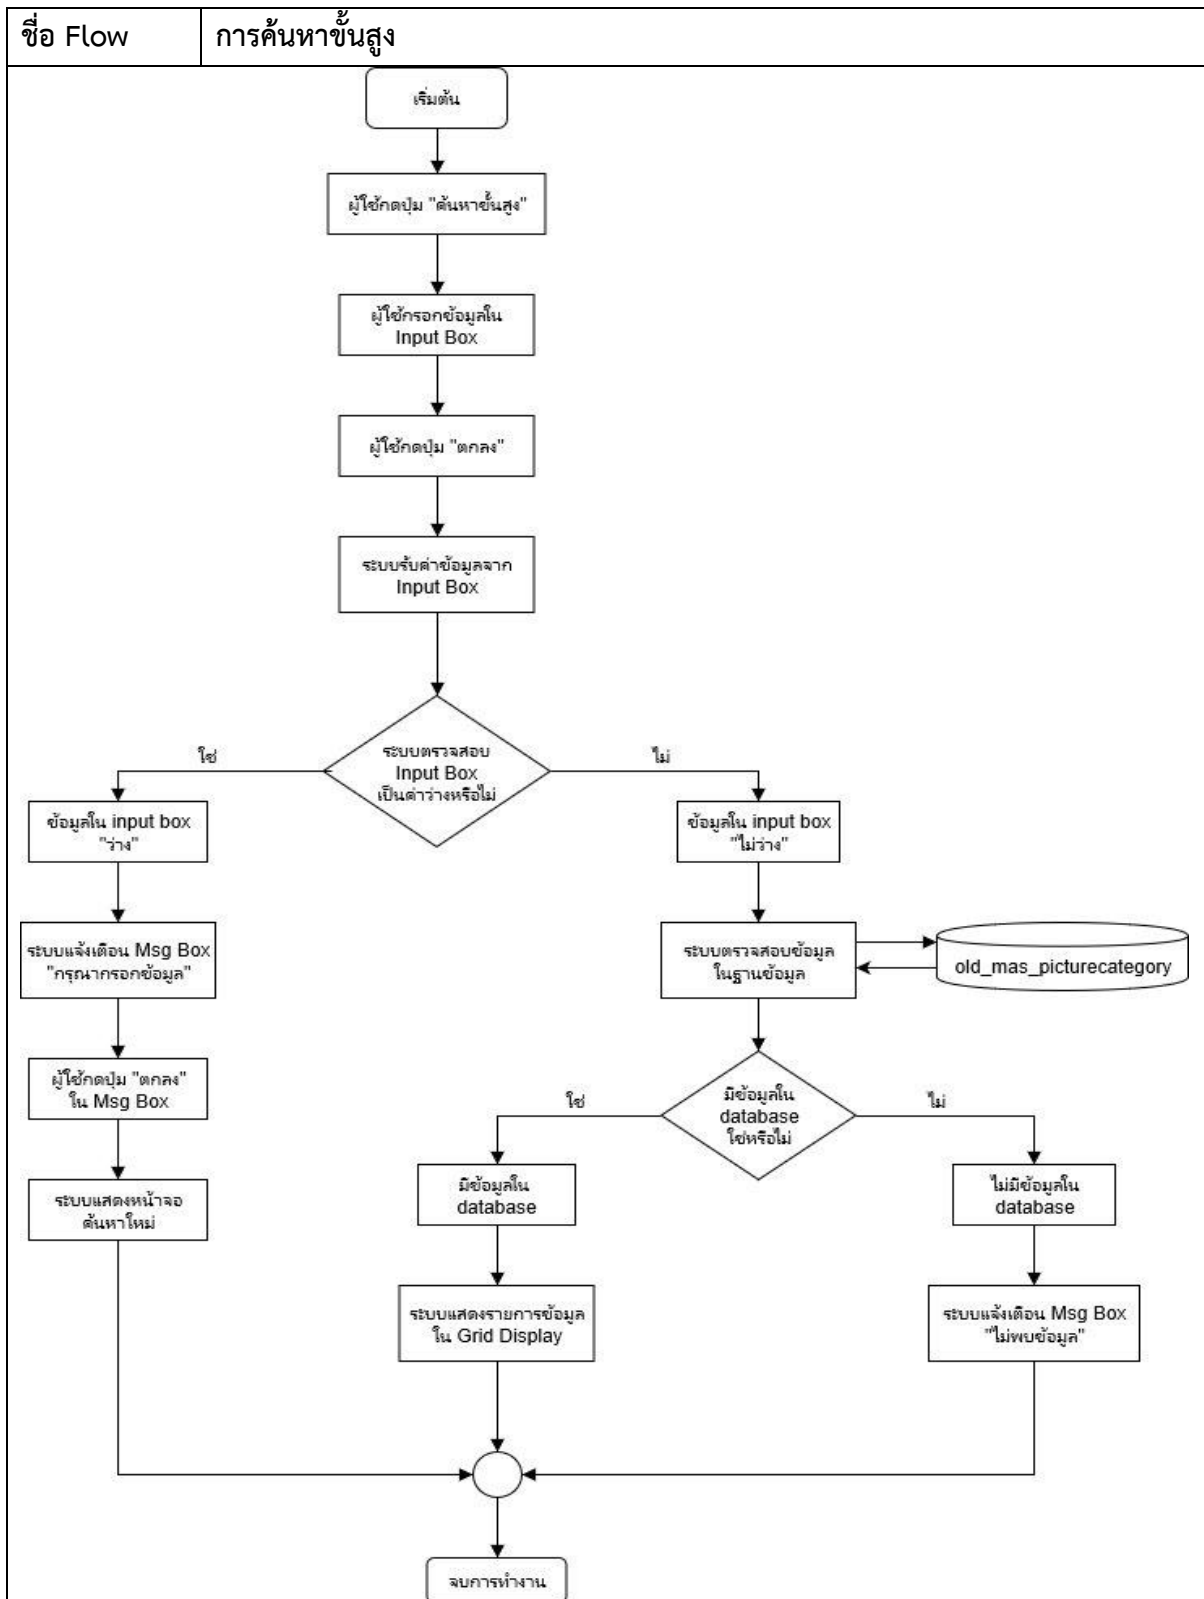 ชื่อ Flow
การค้นหาขั้นสูง
เริ่มต้น
ผู้ใช้กดปุ่ม "ค้นหาขั้นสูง"
ผู้ใช้กรอกข้อมูลใน
Input Box
ผู้ใช้กดปุ่ม "ตกลง"
ระบบรับค่าข้อมูลจาก
Input Box
ระบบตรวจสอบ
Input Box
เป็นค่าว่างหรือไม่
ใช่
ไม่
ข้อมูลใน input box
"ว่าง"
ข้อมูลใน input box
"ไม่ว่าง"
ระบบแจ้งเตือน Msg Box
"กรุณากรอกข้อมูล"
ระบบตรวจสอบข้อมูล
ในฐานข้อมูล
old_mas_picturecategory
ผู้ใช้กดปุ่ม "ตกลง"
ใน Msg Box
มีข้อมูลใน
database
ใช่หรือไม่
ใช่
ไม่
ระบบแสดงหน้าจอ
ค้นหาใหม่
มีข้อมูลใน
database
ไม่มีข้อมูลใน
database
ระบบแสดงรายการข้อมูล
ใน Grid Display
ระบบแจ้งเตือน Msg Box
"ไม่พบข้อมูล"
จบการทำงาน